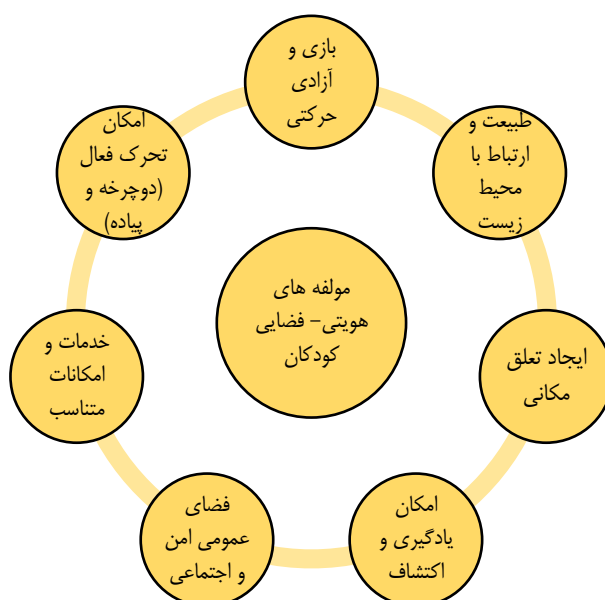 بازی و
آزادی
حرکتی
طبیعت و
ارتباط با
محیط
زیست
ایجاد تعلق
مکانی
امکان
یادگیری و
اکتشاف
فضای
عمومی امن
و اجتماعی
خدمات و
امکانات
متناسب
امکان
تحرک فعال
(دوچرخه و
پیاده)
مولفه های
هویتی- فضایی
کودکان